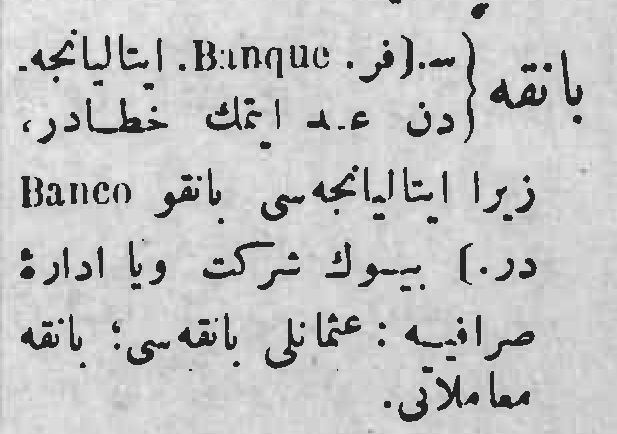 بانقه {س.(فر. Banque. ایتالیانجه.
دن عد ایتمك خطادر،
زیرا ایتالیانجه‌سی بانقو Banco
در.) بیوك شركت ویا ادارهٔ
صرافیه : عثمانلی بانقه‌سی؛ بانقه
معاملاتی.